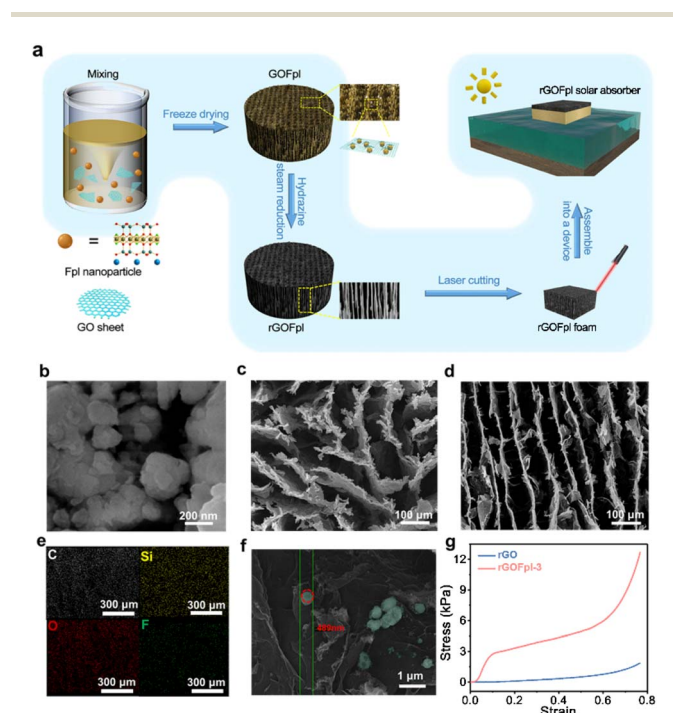 a
Mixing
Fpl nanoparticle
=
GO sheet
Freeze drying
GOFpl
Hydrazine
steam reduction
rGOFpl
Laser cutting
rGOFpl foam
Assemble
into a device
rGOFpl solar absorber
b
200 nm
c
100 µm
d
100 µm
e
C
300 µm
Si
300 µm
O
300 µm
F
300 µm
f
1 µm
g
rGO
rGOFpl-3
Stress (kPa)
12
9
6
3
0
0.0 0.2 0.4 0.6 0.8
Strain